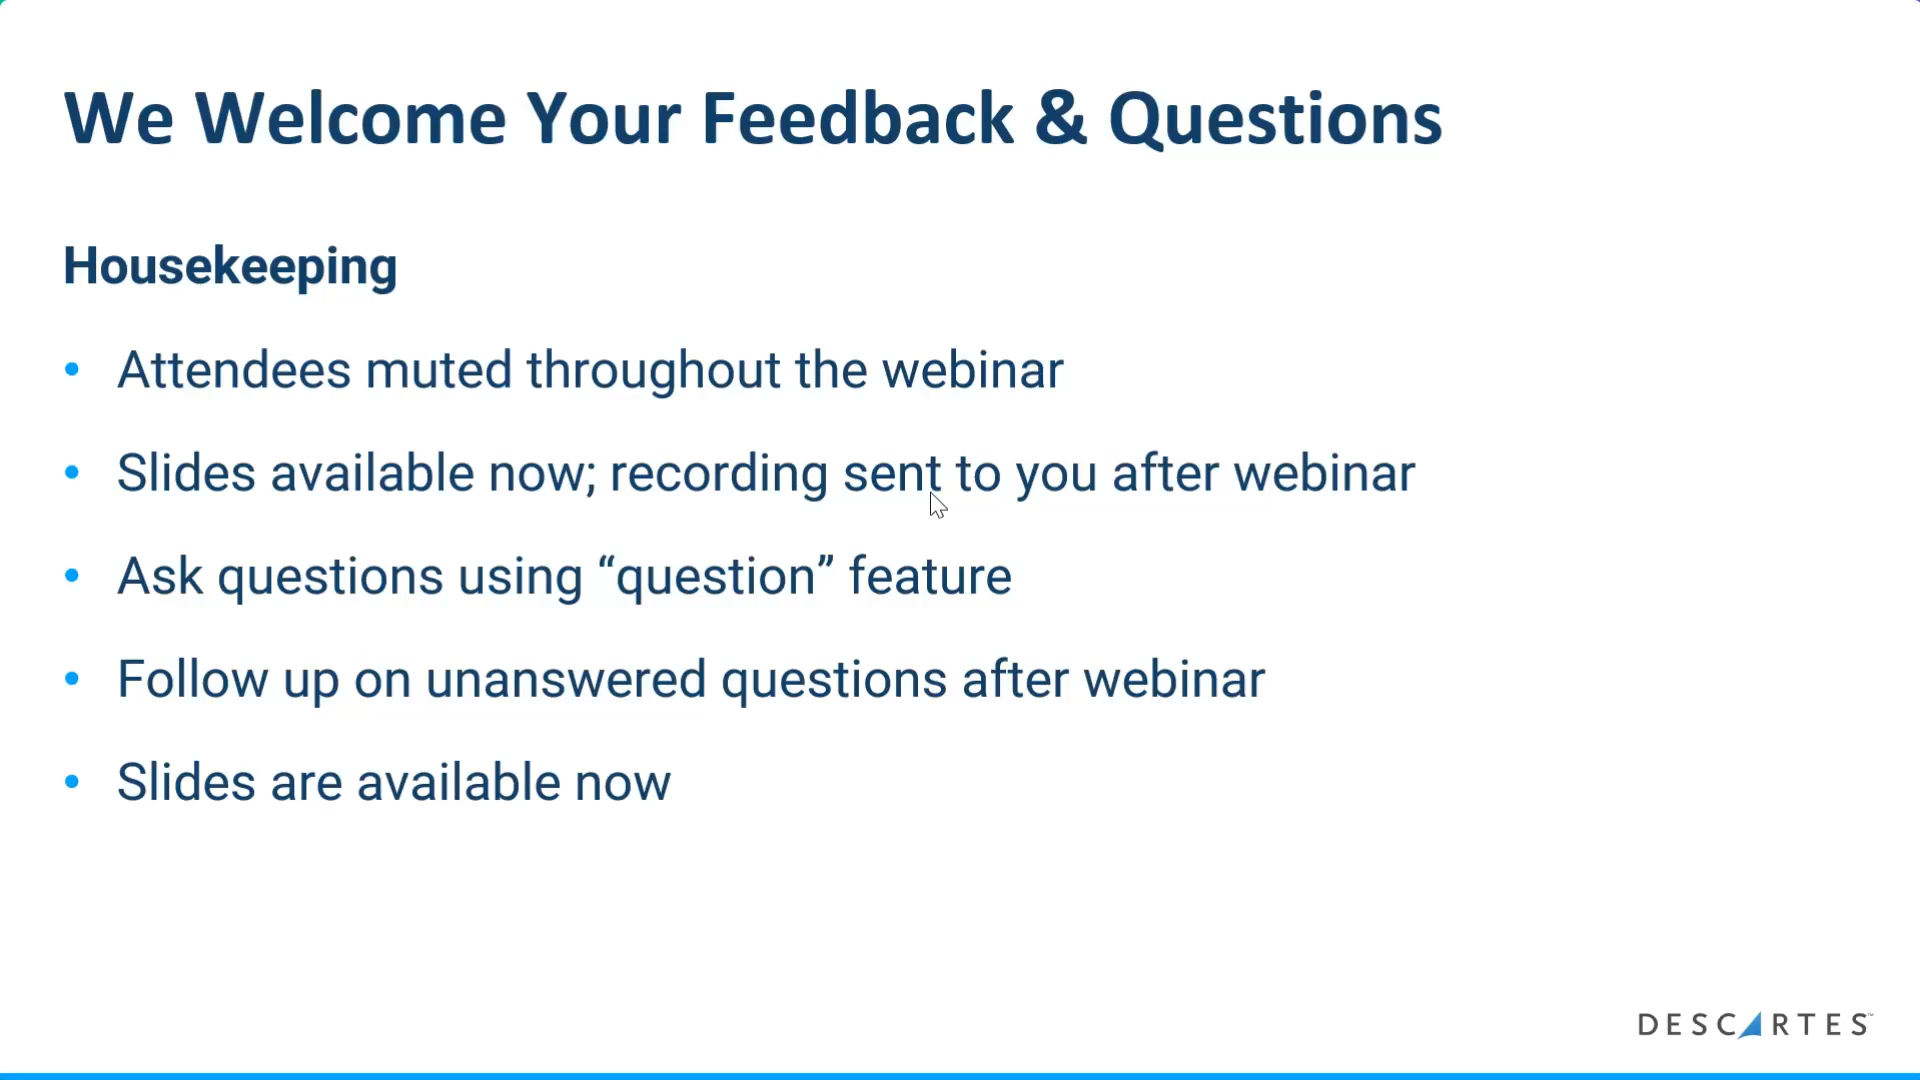 We Welcome Your Feedback & Questions
Housekeeping
• Attendees muted throughout the webinar
• Slides available now; recording sent to you after webinar
• Ask questions using “question” feature
• Follow up on unanswered questions after webinar
• Slides are available now
DESCARTES™